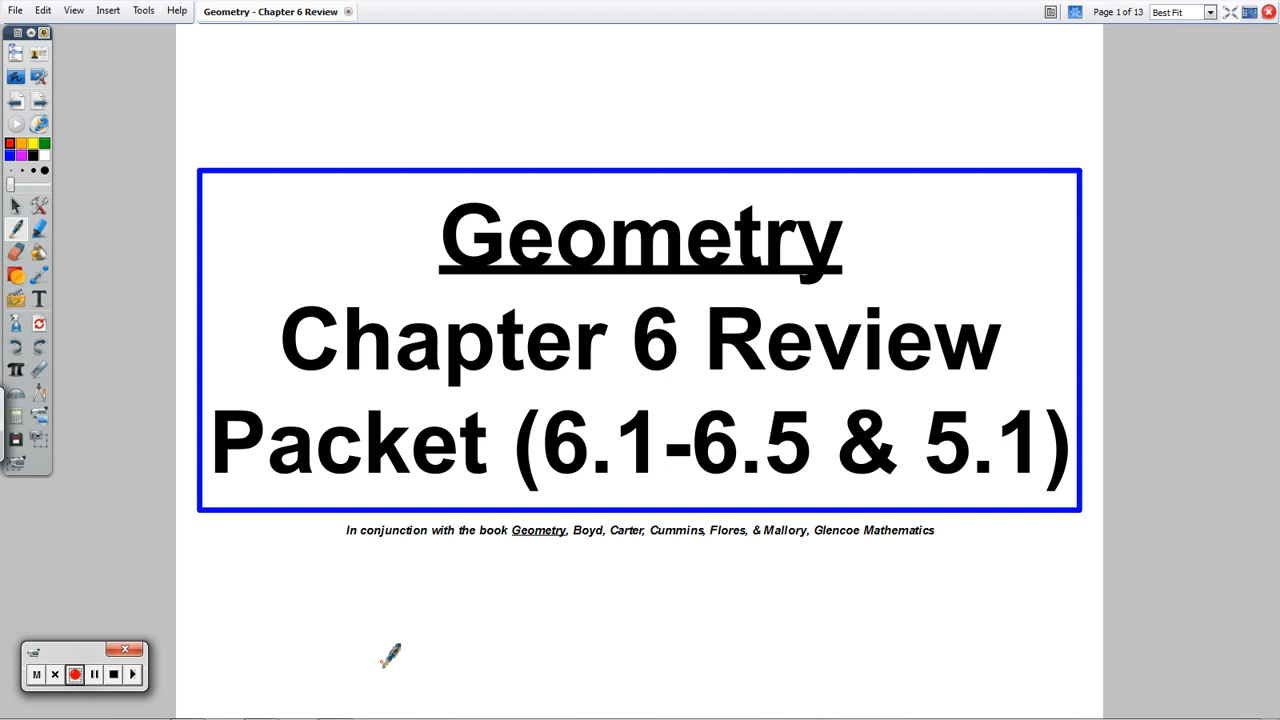 File Edit View Insert Format Tools Help
Geometry - Chapter 6 Review
Page 1 of 13
Best Fit
Geometry
Chapter 6 Review
Packet (6.1-6.5 & 5.1)
In conjunction with the book Geometry, Boyd, Carter, Cummins, Flores, & Mallory, Glencoe Mathematics
T
M